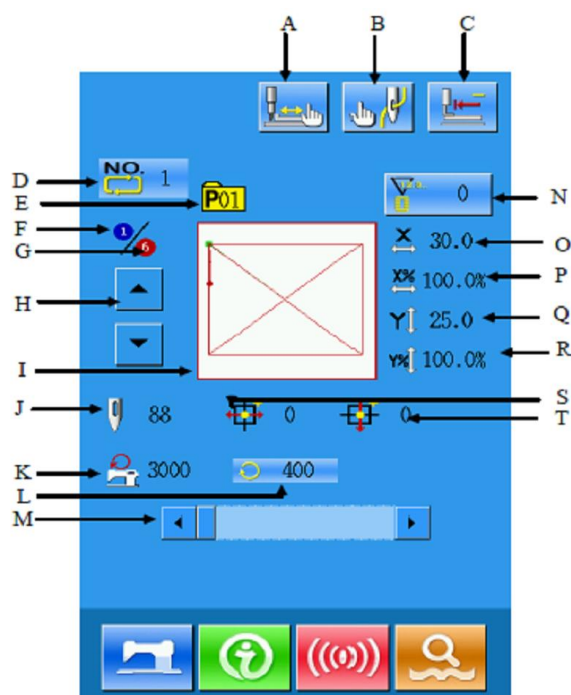 A B C
D NO. 1
E P01 0 N
F 1
G 6 X 30.0 O
X% 100.0% P
H
Y 25.0 Q
I Y% 100.0% R
J 88 0 0 S
T
K 3000 400
L
M